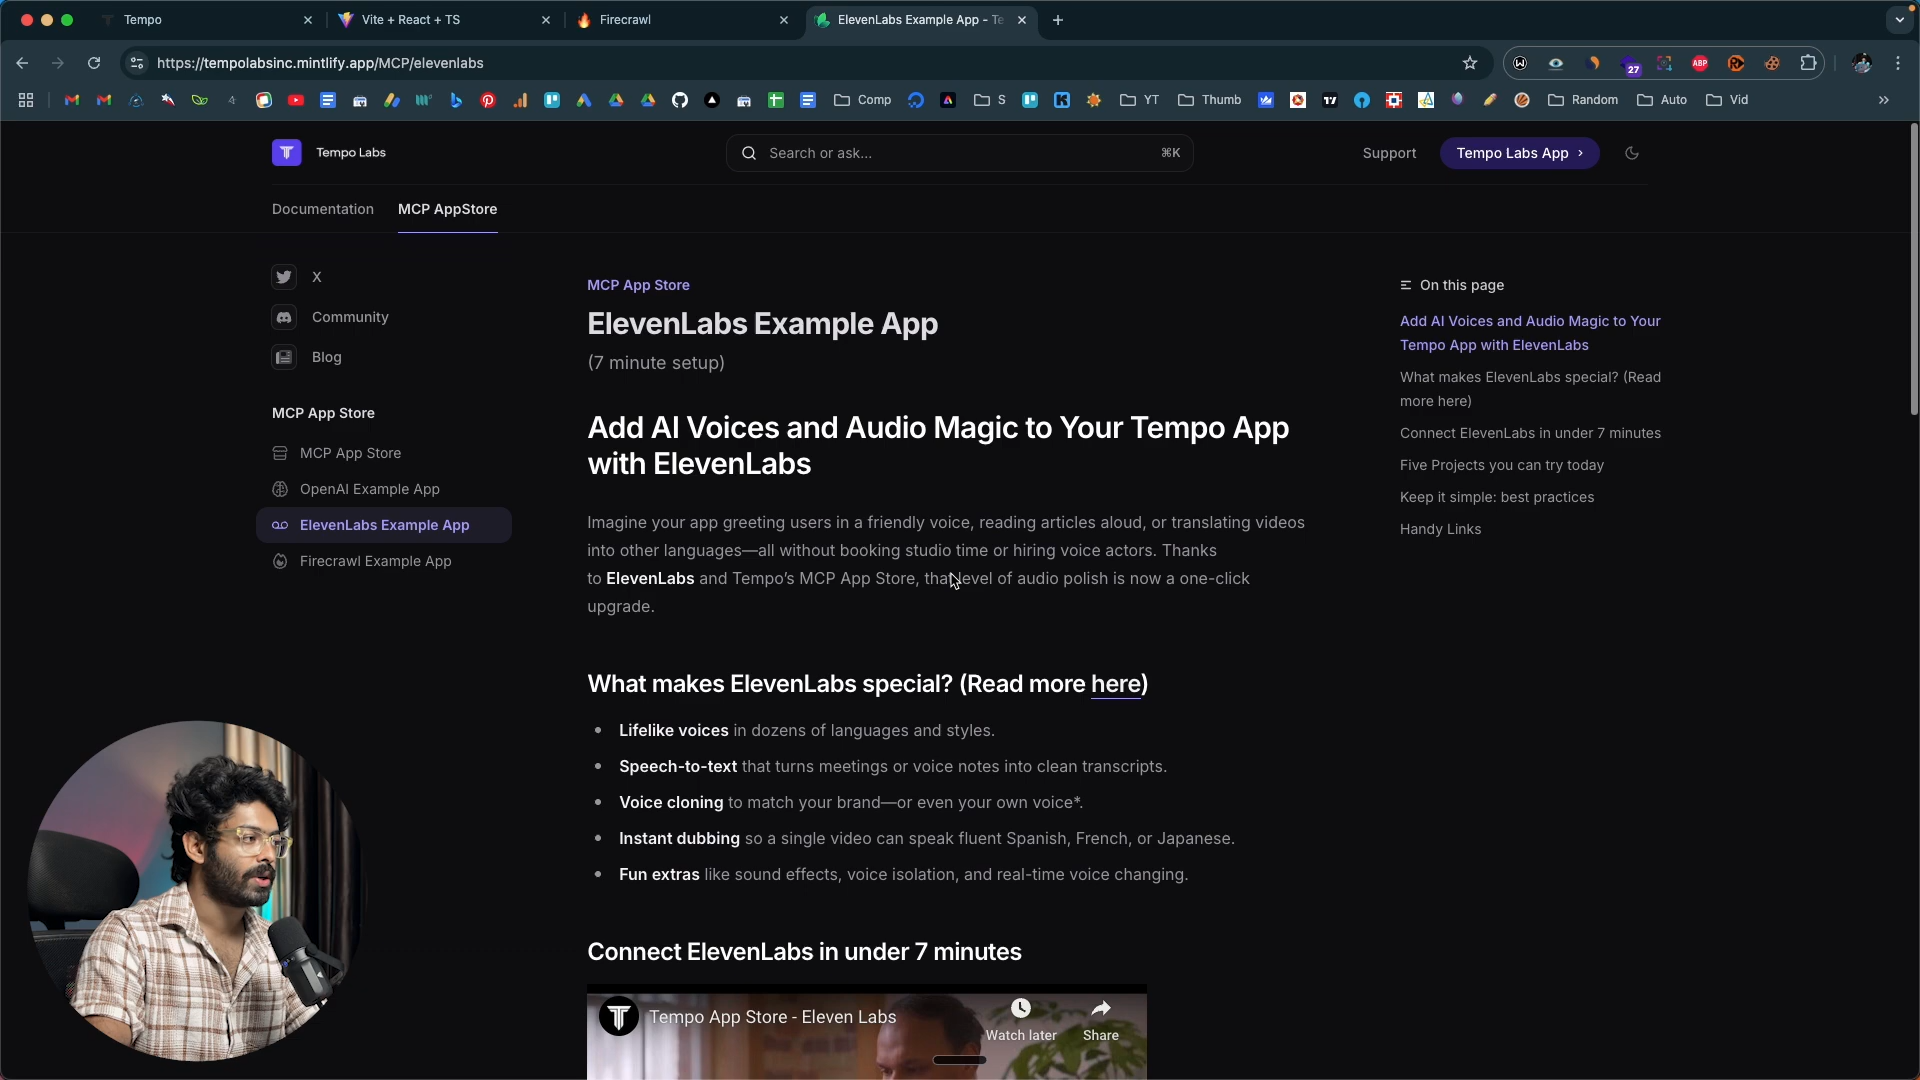 Tempo
Vite + React + TS
Firecrawl
ElevenLabs Example App - Te
https://tempolabsinc.mintlify.app/MCP/elevenlabs
27
ABP
Comp
S
YT
Thumb
Random
Auto
Vid
Tempo Labs
Search or ask...
⌘K
Support
Tempo Labs App
Documentation
MCP AppStore
X
Community
Blog
MCP App Store
MCP App Store
OpenAI Example App
ElevenLabs Example App
Firecrawl Example App
MCP App Store
ElevenLabs Example App
(7 minute setup)
Add AI Voices and Audio Magic to Your Tempo App
with ElevenLabs
Imagine your app greeting users in a friendly voice, reading articles aloud, or translating videos
into other languages—all without booking studio time or hiring voice actors. Thanks
to ElevenLabs and Tempo’s MCP App Store, that level of audio polish is now a one-click
upgrade.
What makes ElevenLabs special? (Read more here)
Lifelike voices in dozens of languages and styles.
Speech-to-text that turns meetings or voice notes into clean transcripts.
Voice cloning to match your brand—or even your own voice*.
Instant dubbing so a single video can speak fluent Spanish, French, or Japanese.
Fun extras like sound effects, voice isolation, and real-time voice changing.
Connect ElevenLabs in under 7 minutes
Tempo App Store - Eleven Labs
Watch later
Share
On this page
Add AI Voices and Audio Magic to Your
Tempo App with ElevenLabs
What makes ElevenLabs special? (Read
more here)
Connect ElevenLabs in under 7 minutes
Five Projects you can try today
Keep it simple: best practices
Handy Links